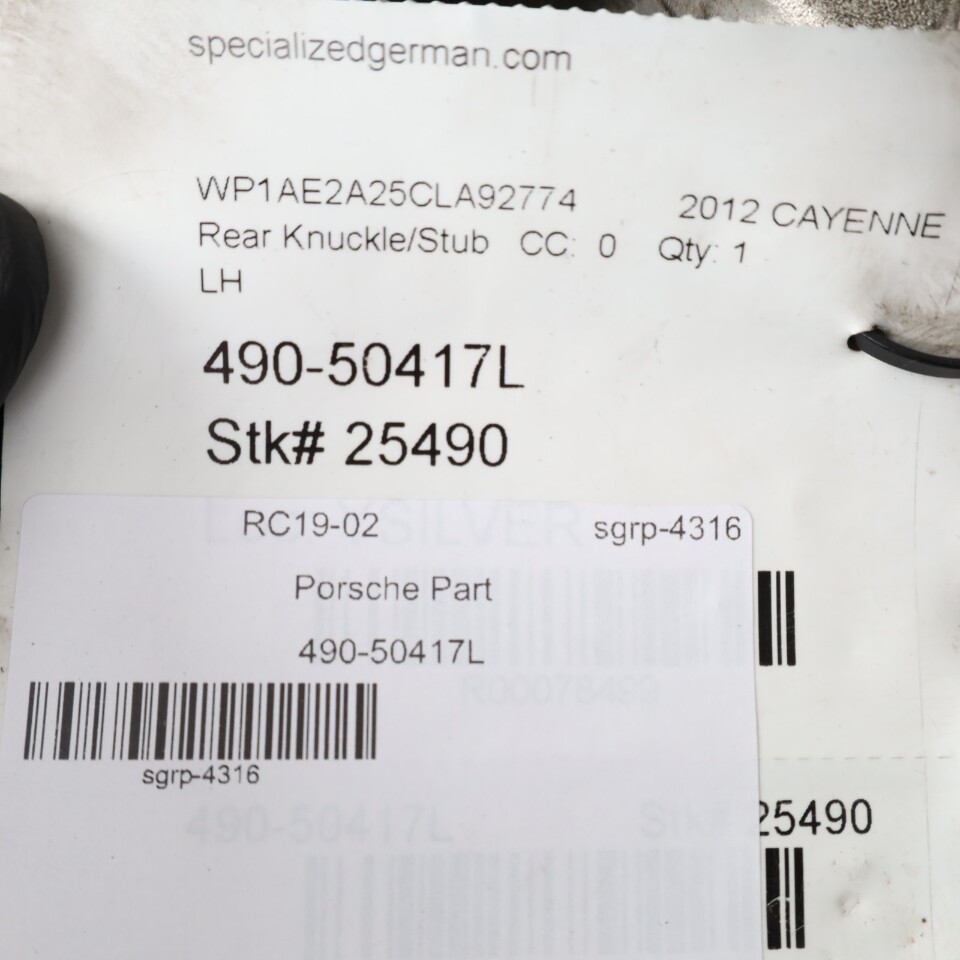 specializedgerman.com
WP1AE2A25CLA92774 2012 CAYENNE
Rear Knuckle/Stub CC: 0 Qty: 1
LH
490-50417L
Stk# 25490
RC19-02 sgrp-4316
Porsche Part
490-50417L
sgrp-4316
490-50417L Stk# 25490